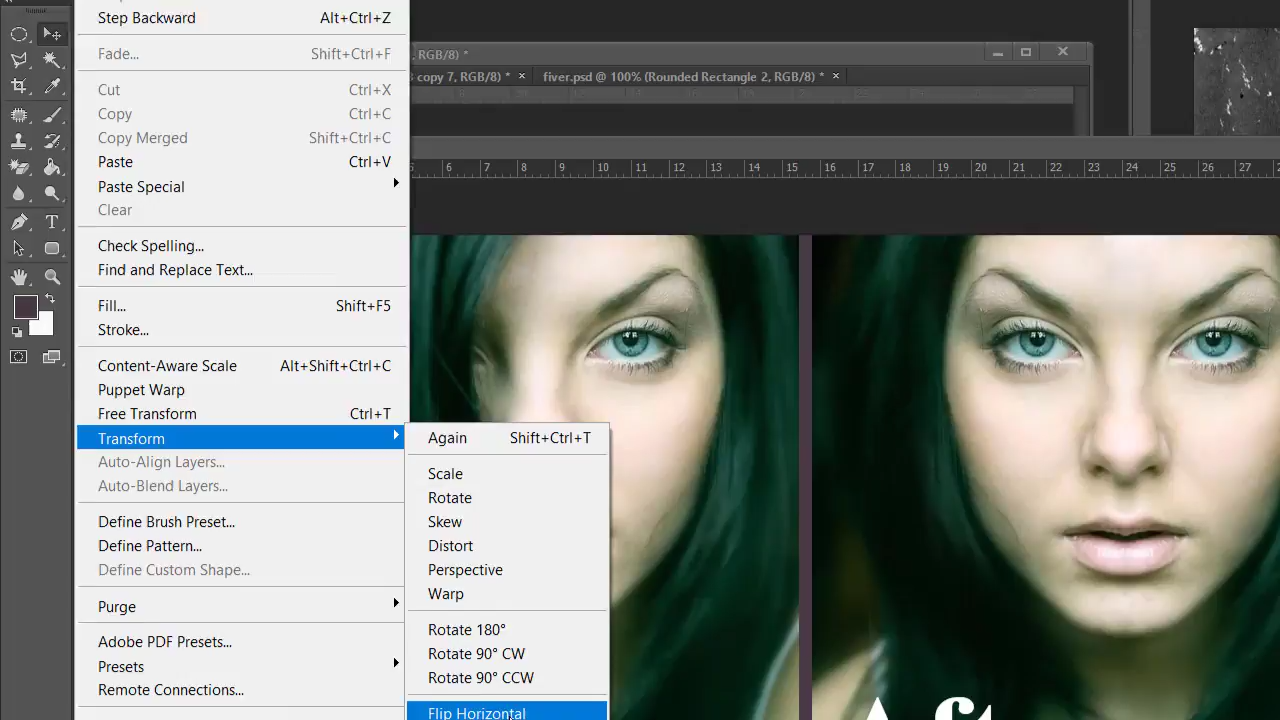 Step Backward Alt+Ctrl+Z
Fade... Shift+Ctrl+F
Cut Ctrl+X
Copy Ctrl+C
Copy Merged Shift+Ctrl+C
Paste Ctrl+V
Paste Special
Clear
Check Spelling...
Find and Replace Text...
Fill... Shift+F5
Stroke...
Content-Aware Scale Alt+Shift+Ctrl+C
Puppet Warp
Free Transform Ctrl+T
Transform
Auto-Align Layers...
Auto-Blend Layers...
Define Brush Preset...
Define Pattern...
Define Custom Shape...
Purge
Adobe PDF Presets...
Presets
Remote Connections...
Again Shift+Ctrl+T
Scale
Rotate
Skew
Distort
Perspective
Warp
Rotate 180°
Rotate 90° CW
Rotate 90° CCW
Flip Horizontal
, RGB/8) *
copy 7, RGB/8) * × fiver.psd @ 100% (Rounded Rectangle 2, RGB/8) * ×
6 7 8 9 10 11 12 13 14 15 16 17 18 19 20 21 22 23 24 25 26 27